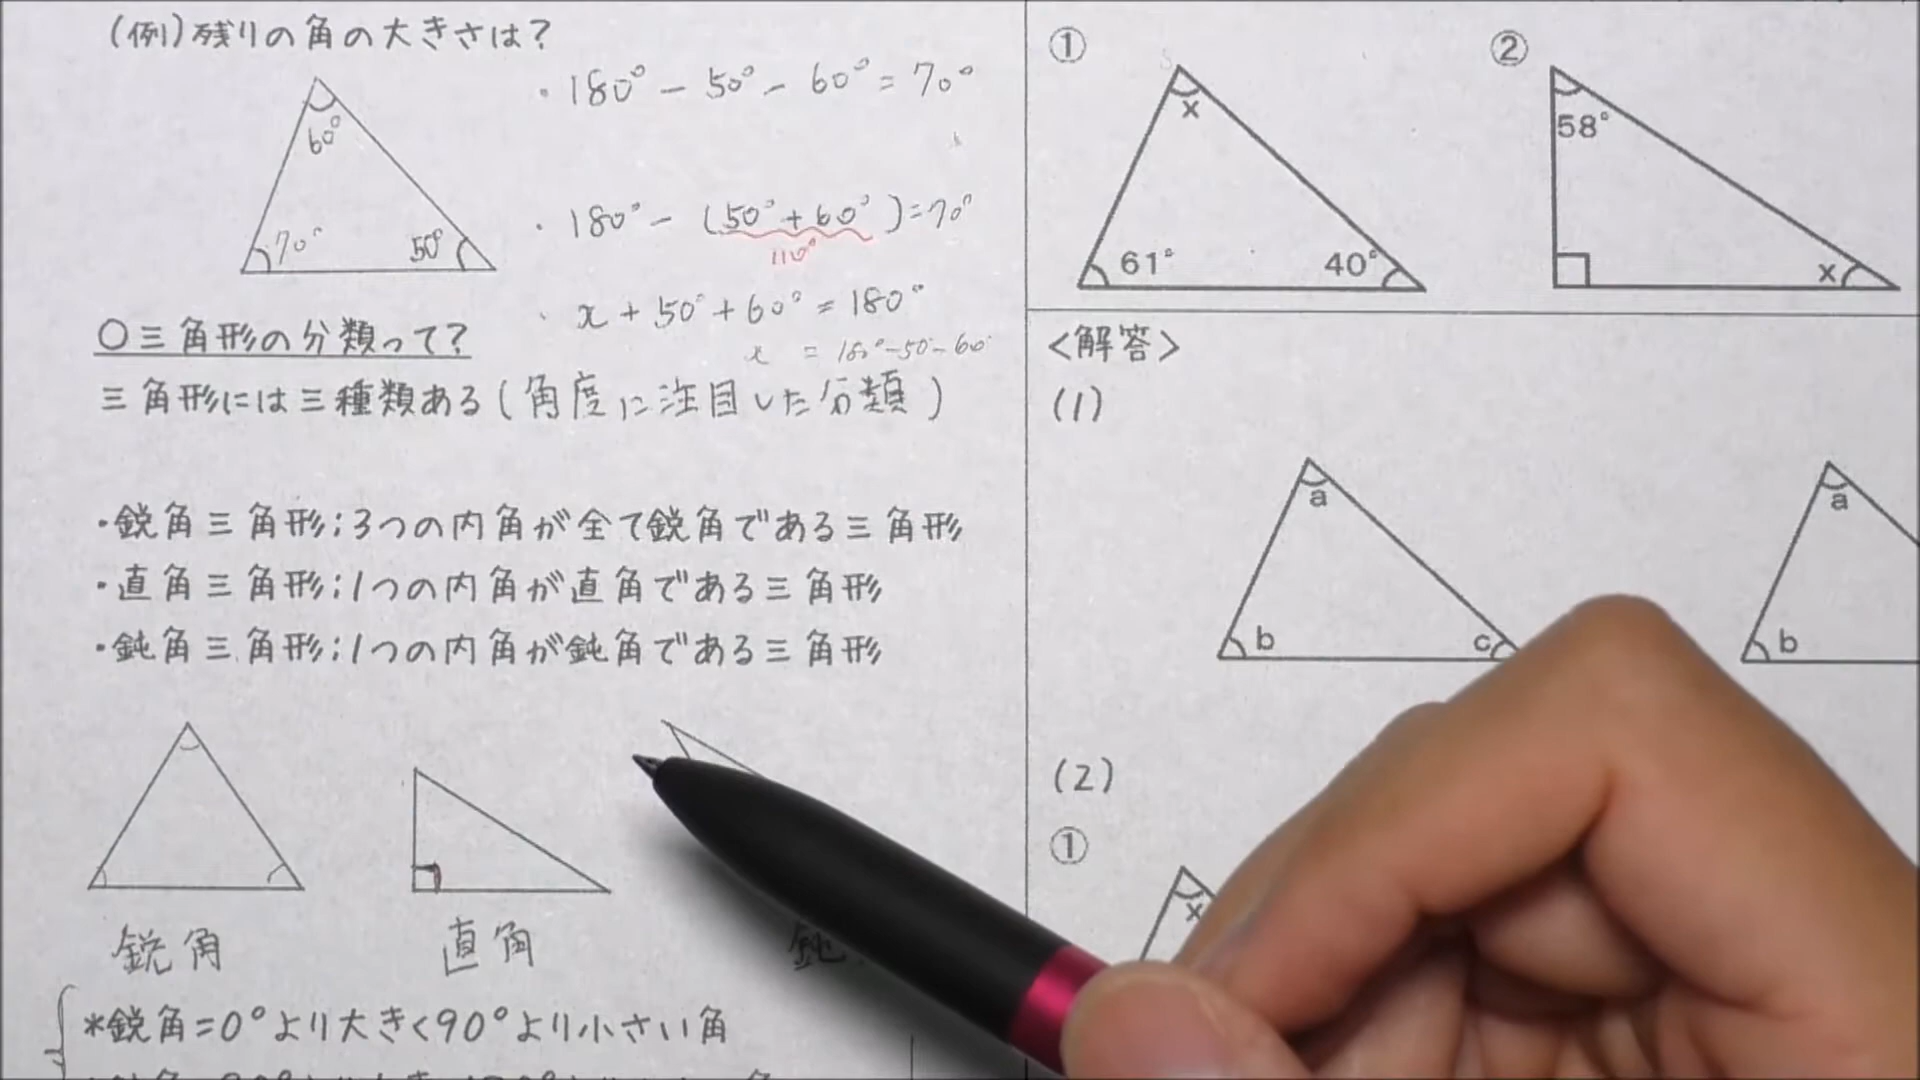 (例)残りの角の大きさは?
60°
70°
50°
・180°-50°-60°=70°
・180°-(50°+60°)=70°
110°
・x+50°+60°=180°
x =180°-50°-60°
○三角形の分類って?
三角形には三種類ある(角度に注目した分類)
・鋭角三角形;3つの内角が全て鋭角である三角形
・直角三角形;1つの内角が直角である三角形
・鈍角三角形;1つの内角が鈍角である三角形
鋭角
直角
鈍
*鋭角=0°より大きく90°より小さい角
①
x
61°
40°
②
58°
x
<解答>
(1)
a
b
c
a
b
(2)
①
x